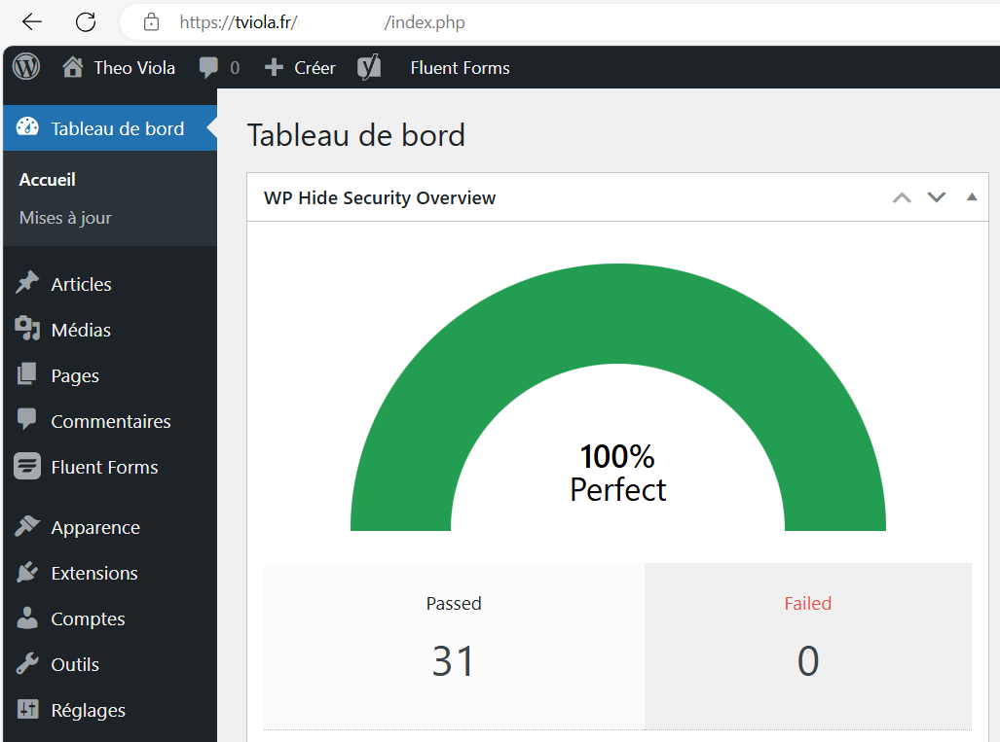 https://tviola.fr/ /index.php
Theo Viola 0 Créer Fluent Forms
Tableau de bord
Accueil
Mises à jour
Articles
Médias
Pages
Commentaires
Fluent Forms
Apparence
Extensions
Comptes
Outils
Réglages
Tableau de bord
WP Hide Security Overview
100%
Perfect
Passed
31
Failed
0